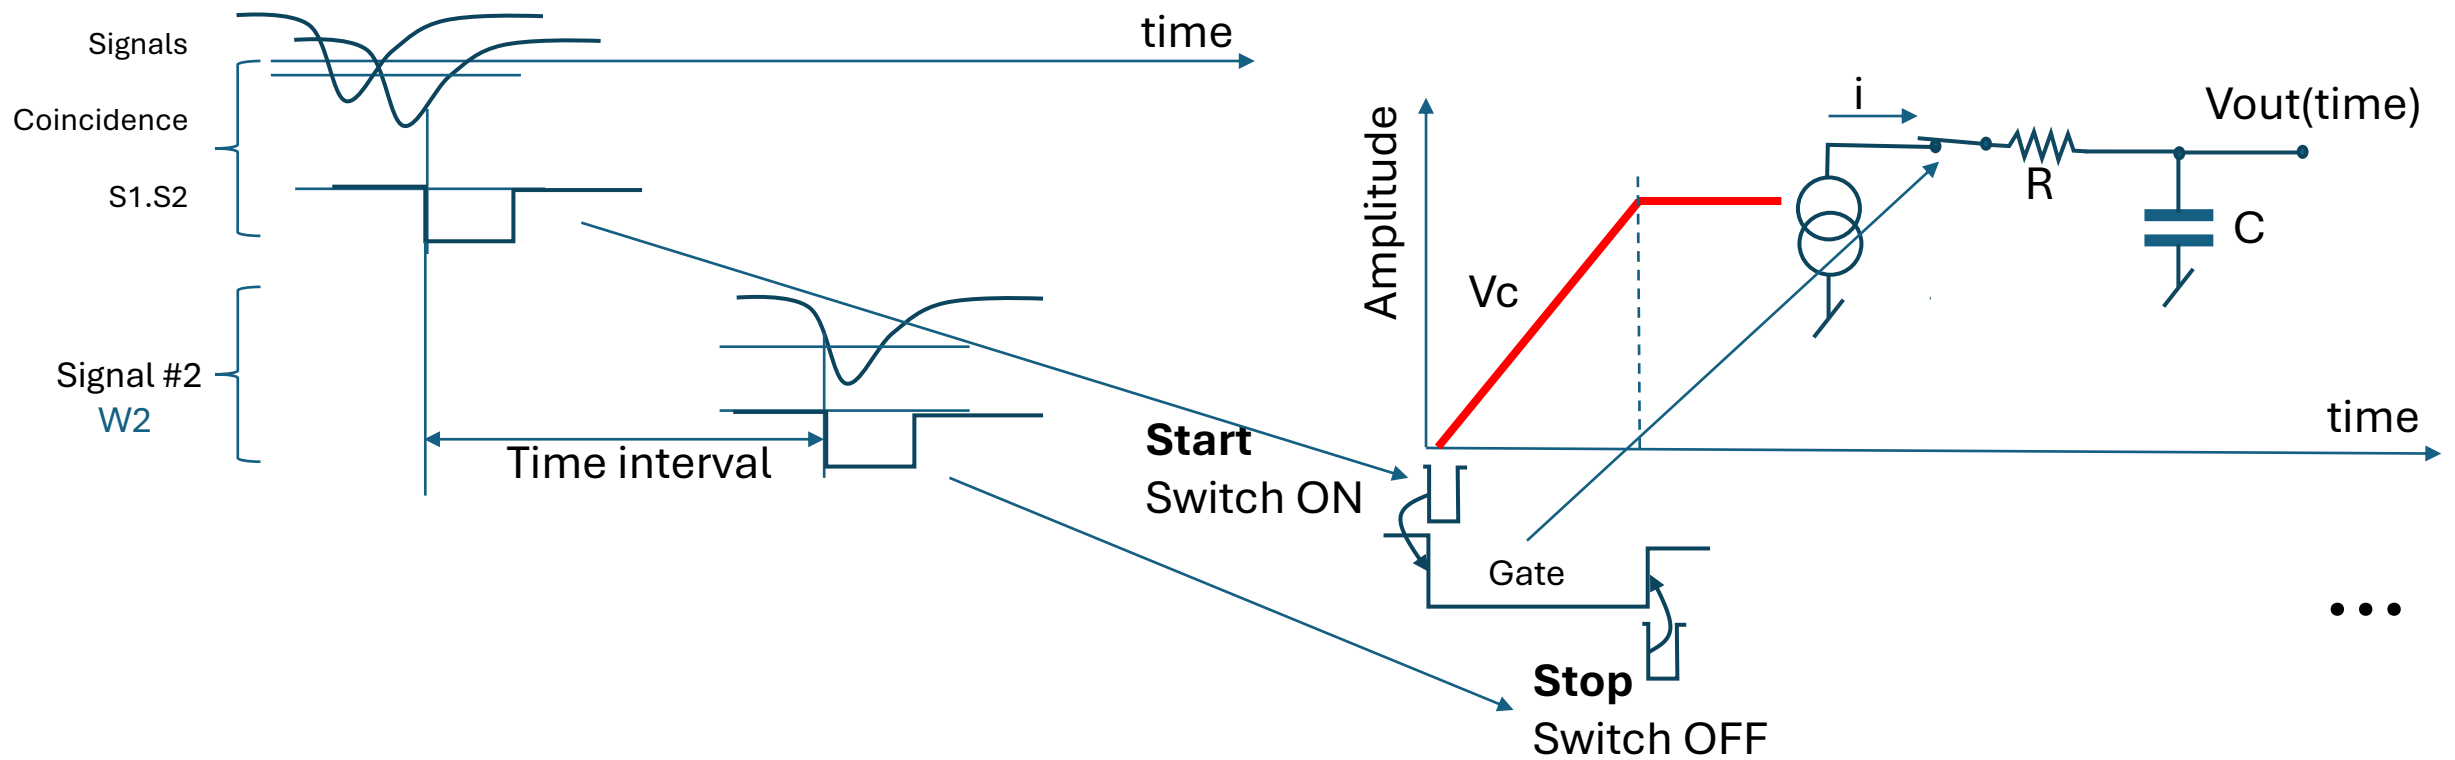 Signals
Coincidence
S1.S2
time
Signal #2
W2
Time interval
Start
Switch ON
Amplitude
Vc
i
R
C
Vout(time)
time
Gate
Stop
Switch OFF
...